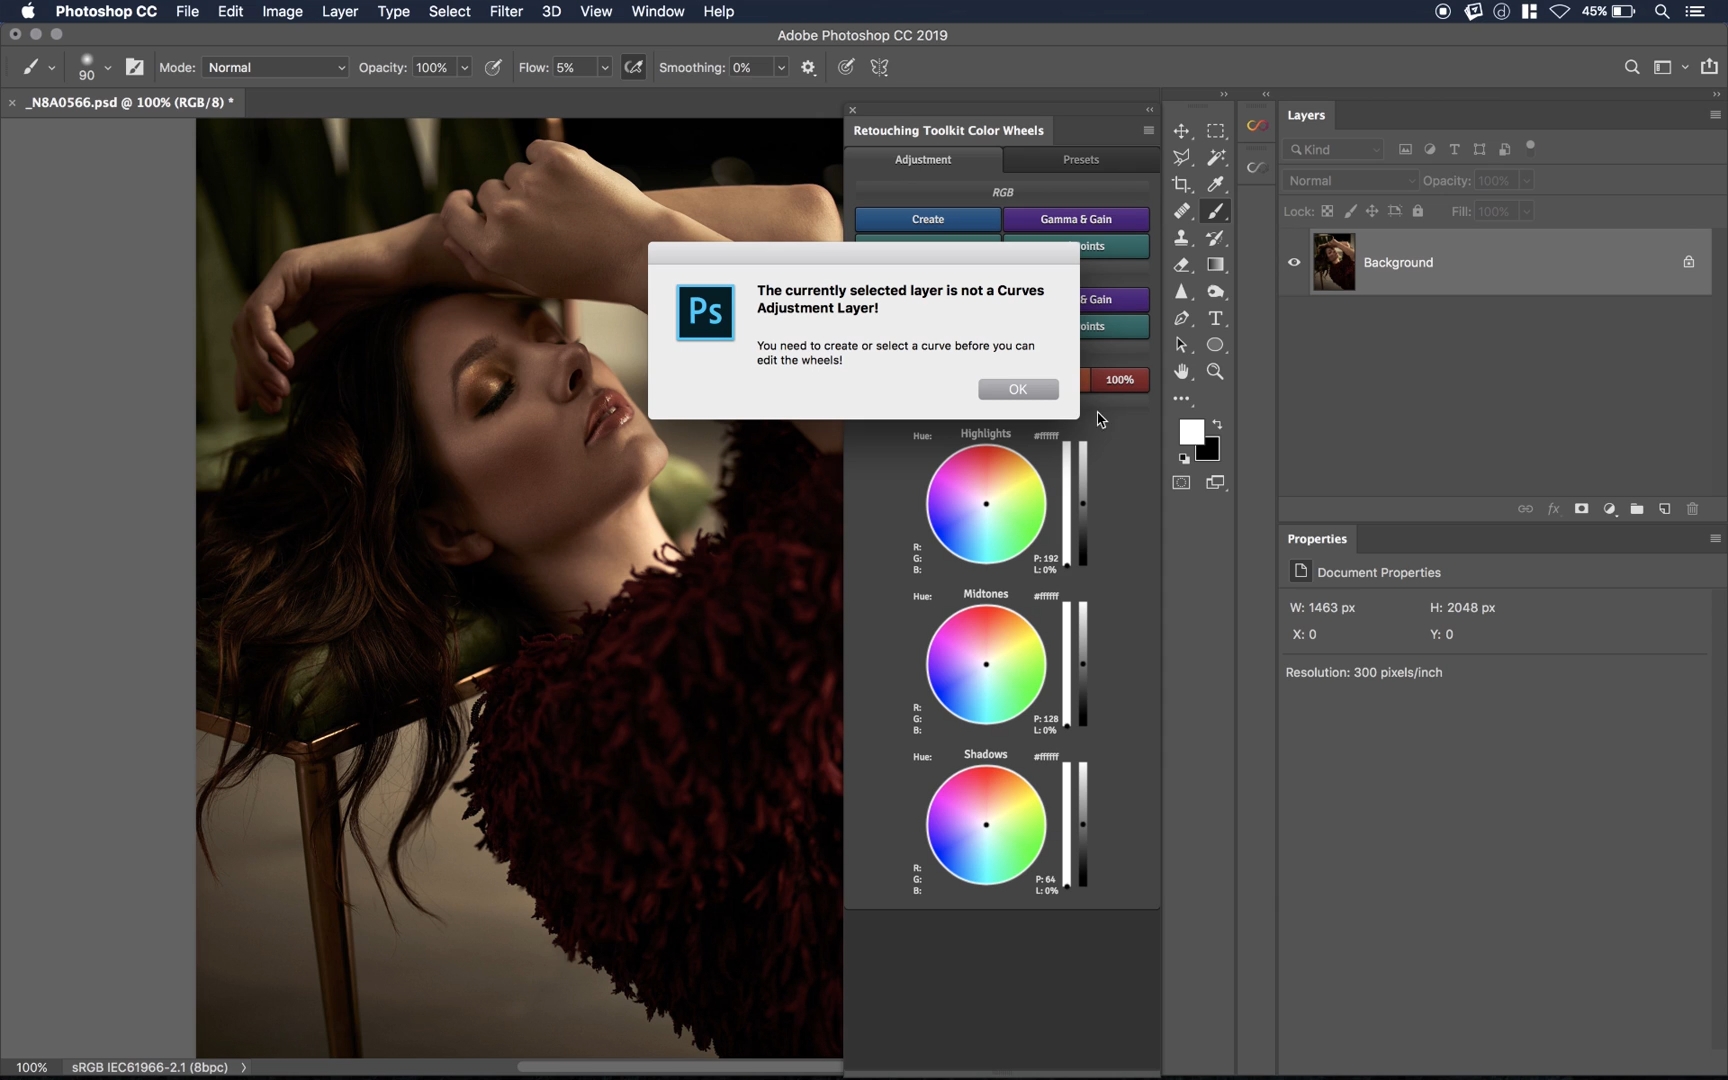 Photoshop CC File Edit Image Layer Type Select Filter 3D View Window Help 45%
Adobe Photoshop CC 2019
90 Mode: Normal Opacity: 100% Flow: 5% Smoothing: 0%
× _N8A0566.psd @ 100% (RGB/8) *
Retouching Toolkit Color Wheels
Adjustment Presets
RGB
Create Gamma & Gain
oints
The currently selected layer is not a Curves
Adjustment Layer!
You need to create or select a curve before you can
edit the wheels!
OK
Ps
& Gain
oints
100%
Hue: Highlights #ffffff
R:
G: P: 192
B: L: 0%
Hue: Midtones #ffffff
R:
G: P: 128
B: L: 0%
Hue: Shadows #ffffff
R:
G: P: 64
B: L: 0%
Layers
Kind
Normal Opacity: 100%
Lock: Fill: 100%
Background
fx
Properties
Document Properties
W: 1463 px H: 2048 px
X: 0 Y: 0
Resolution: 300 pixels/inch
100% sRGB IEC61966-2.1 (8bpc)